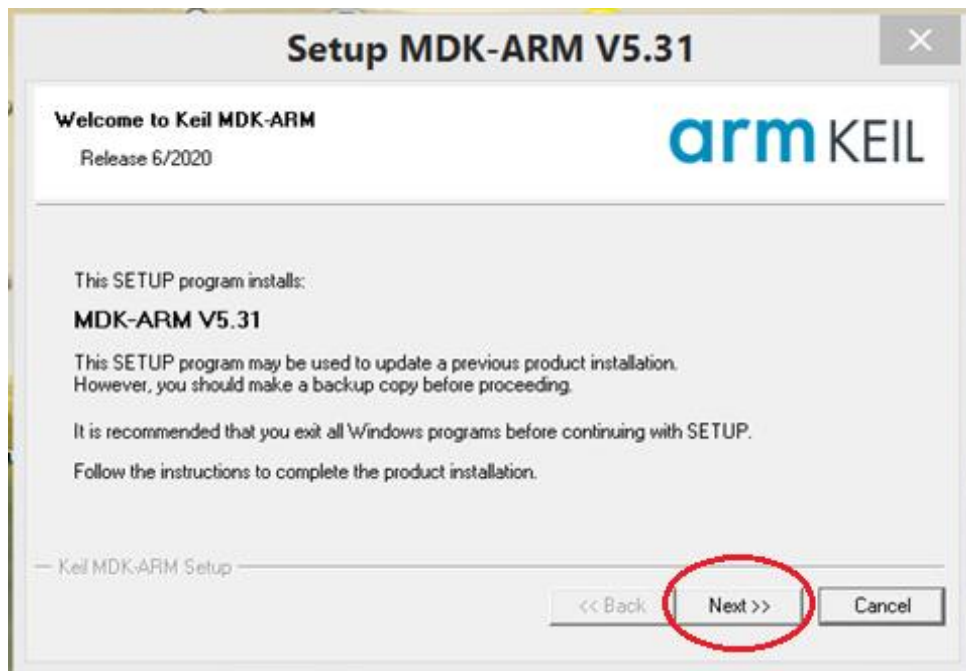 Setup MDK-ARM V5.31
Welcome to Keil MDK-ARM
Release 6/2020
arm KEIL
This SETUP program installs:
MDK-ARM V5.31
This SETUP program may be used to update a previous product installation.
However, you should make a backup copy before proceeding.
It is recommended that you exit all Windows programs before continuing with SETUP.
Follow the instructions to complete the product installation.
Keil MDK-ARM Setup
<< Back Next >> Cancel